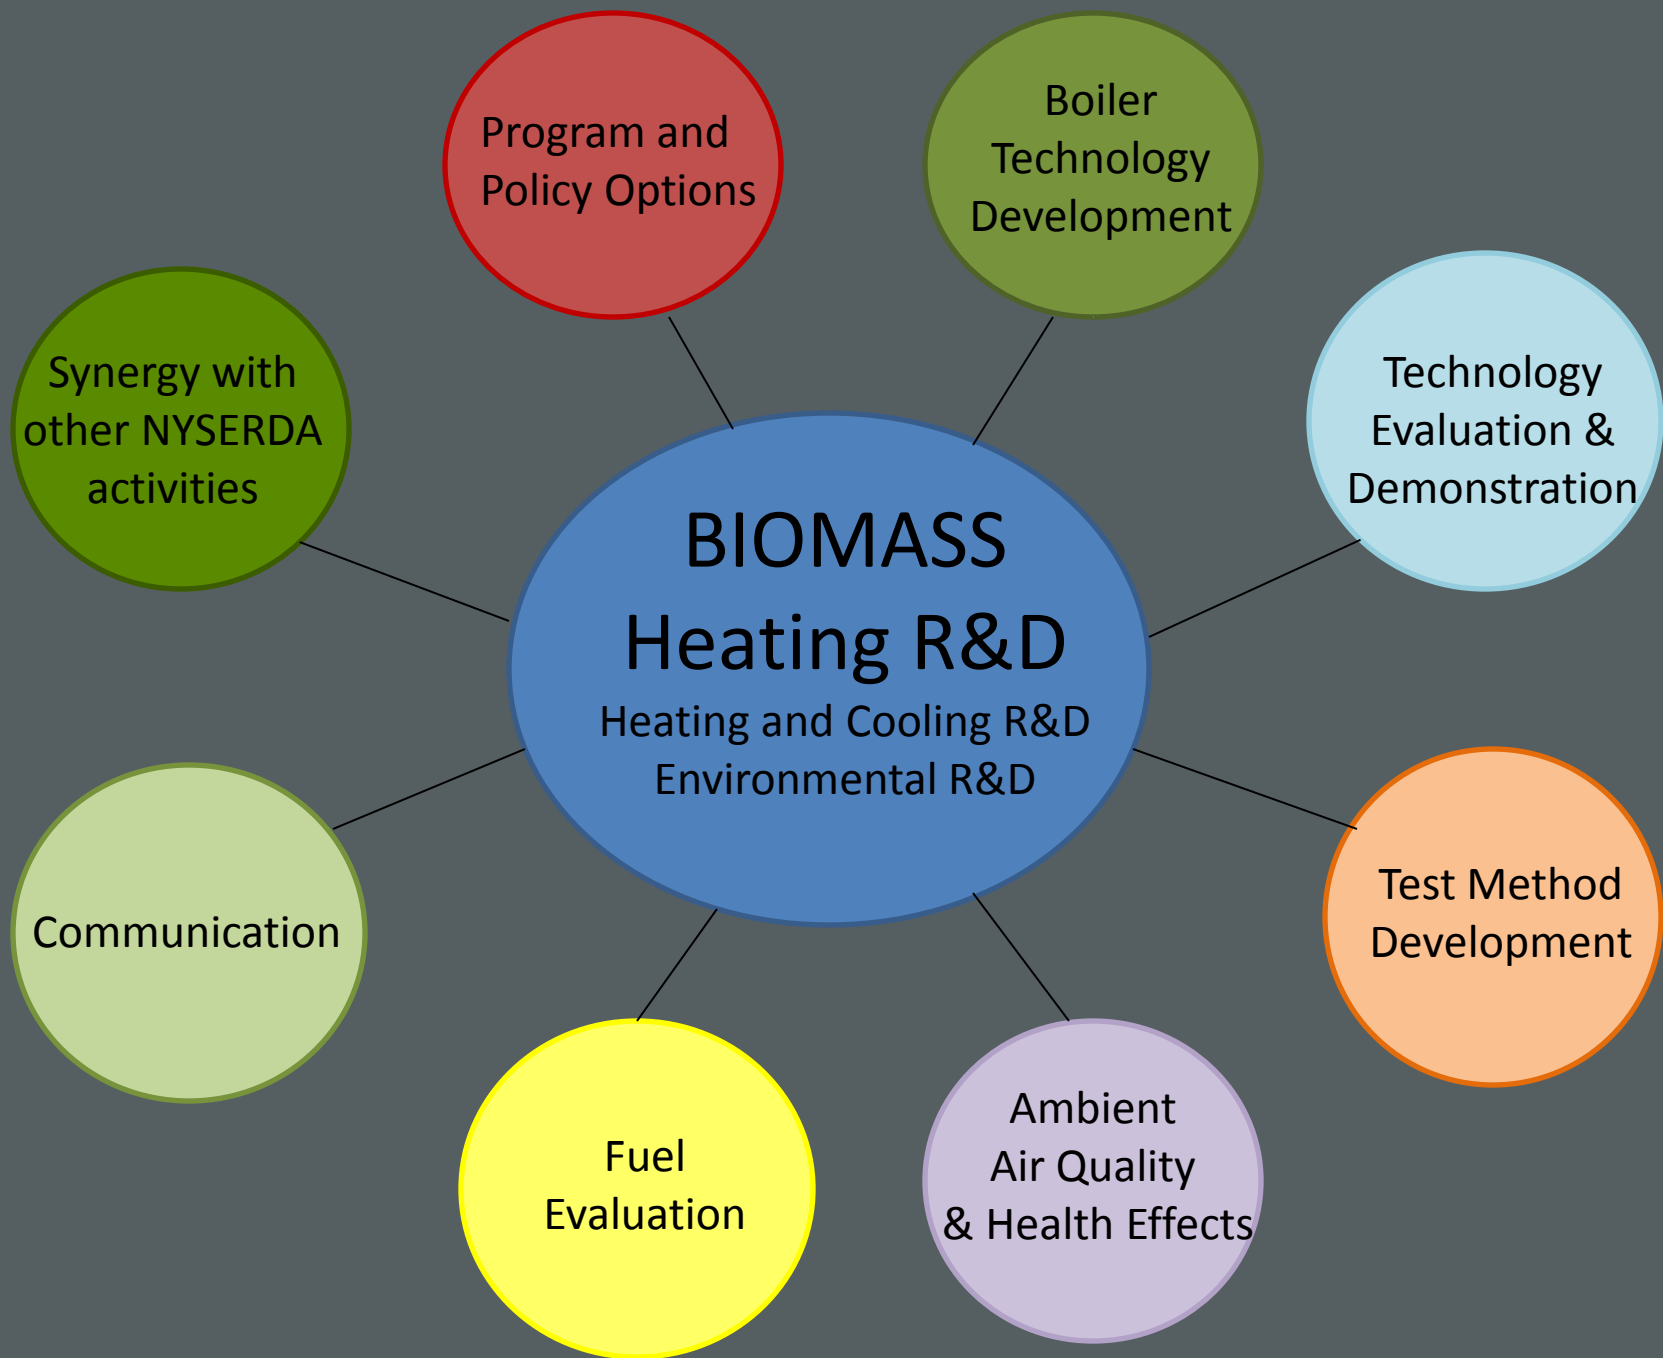 Program and
Policy Options
Boiler
Technology
Development
Synergy with
other NYSERDA
activities
Technology
Evaluation &
Demonstration
BIOMASS
Heating R&D
Heating and Cooling R&D
Environmental R&D
Communication
Test Method
Development
Fuel
Evaluation
Ambient
Air Quality
& Health Effects